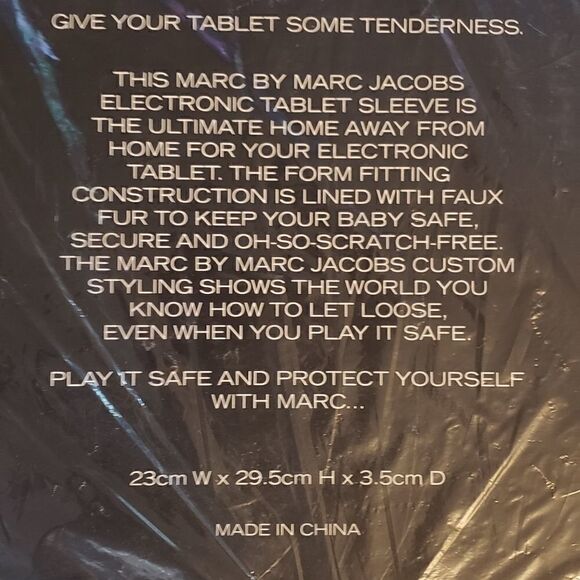 GIVE YOUR TABLET SOME TENDERNESS.
THIS MARC BY MARC JACOBS
ELECTRONIC TABLET SLEEVE IS
THE ULTIMATE HOME AWAY FROM
HOME FOR YOUR ELECTRONIC
TABLET. THE FORM FITTING
CONSTRUCTION IS LINED WITH FAUX
FUR TO KEEP YOUR BABY SAFE,
SECURE AND OH-SO-SCRATCH-FREE.
THE MARC BY MARC JACOBS CUSTOM
STYLING SHOWS THE WORLD YOU
KNOW HOW TO LET LOOSE,
EVEN WHEN YOU PLAY IT SAFE.
PLAY IT SAFE AND PROTECT YOURSELF
WITH MARC...
23cm W x 29.5cm H x 3.5cm D
MADE IN CHINA